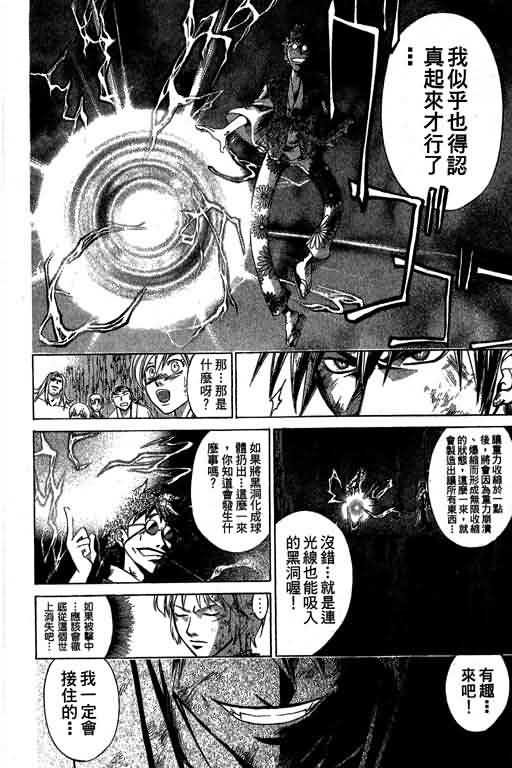 我似乎也得認
真起來才行了
…
那…那是
什麼呀？
讓重力收縮於一點
後，將會因為重力崩潰
、爆縮而形成無限收縮
的狀態，這麼一來，就
會製造出讓所有東西…
沒錯…就是連
光線也能吸入
的黑洞喔！
如果將黑洞化成球
體扔出…這麼一來
，你知道會發生什
麼事嗎？
…
如果被擊中
…應該會徹
底從這個世
上消失吧…
有趣…
來吧！
我一定會
接住的…